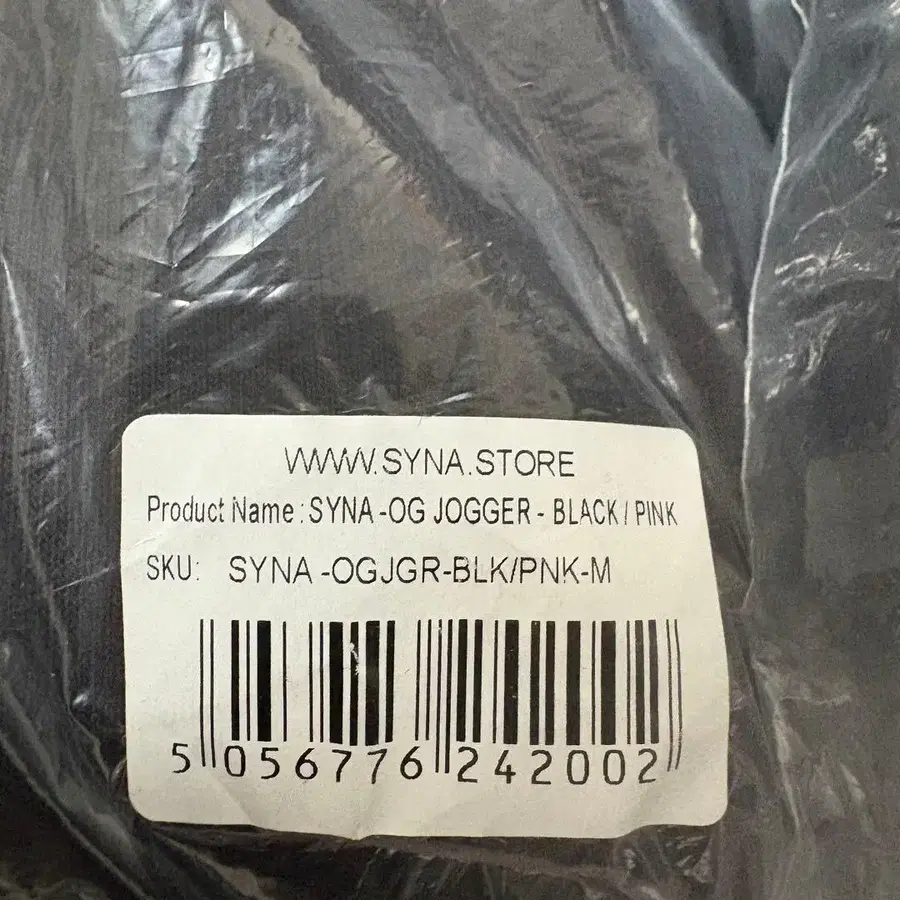 WWW.SYNA.STORE
Product Name: SYNA-OG JOGGER - BLACK / PINK
SKU: SYNA-OGJGR-BLK/PNK-M
5 056776 242002